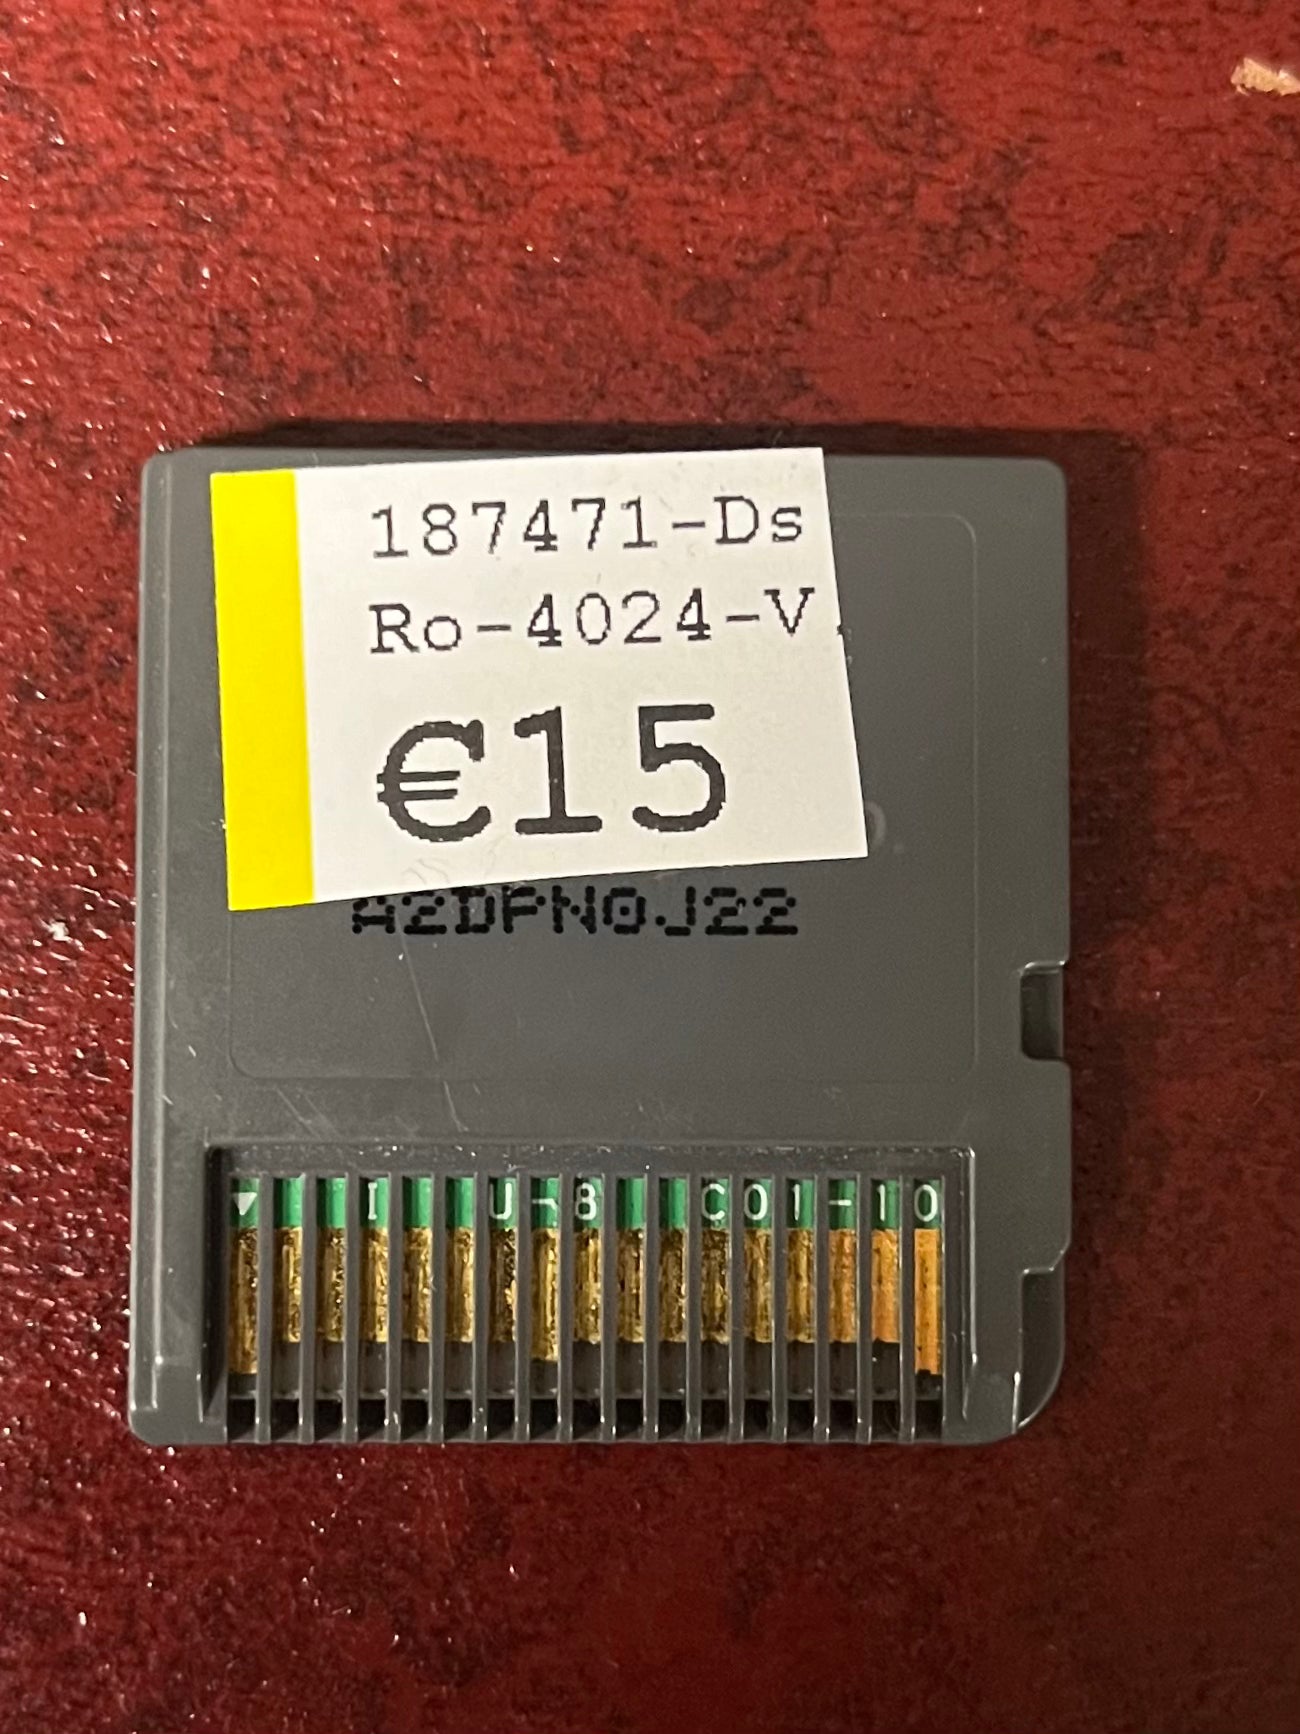 187471-Ds
Ro-4024-V
€15
A2DPN0J22
▼ I U-8 C01-10